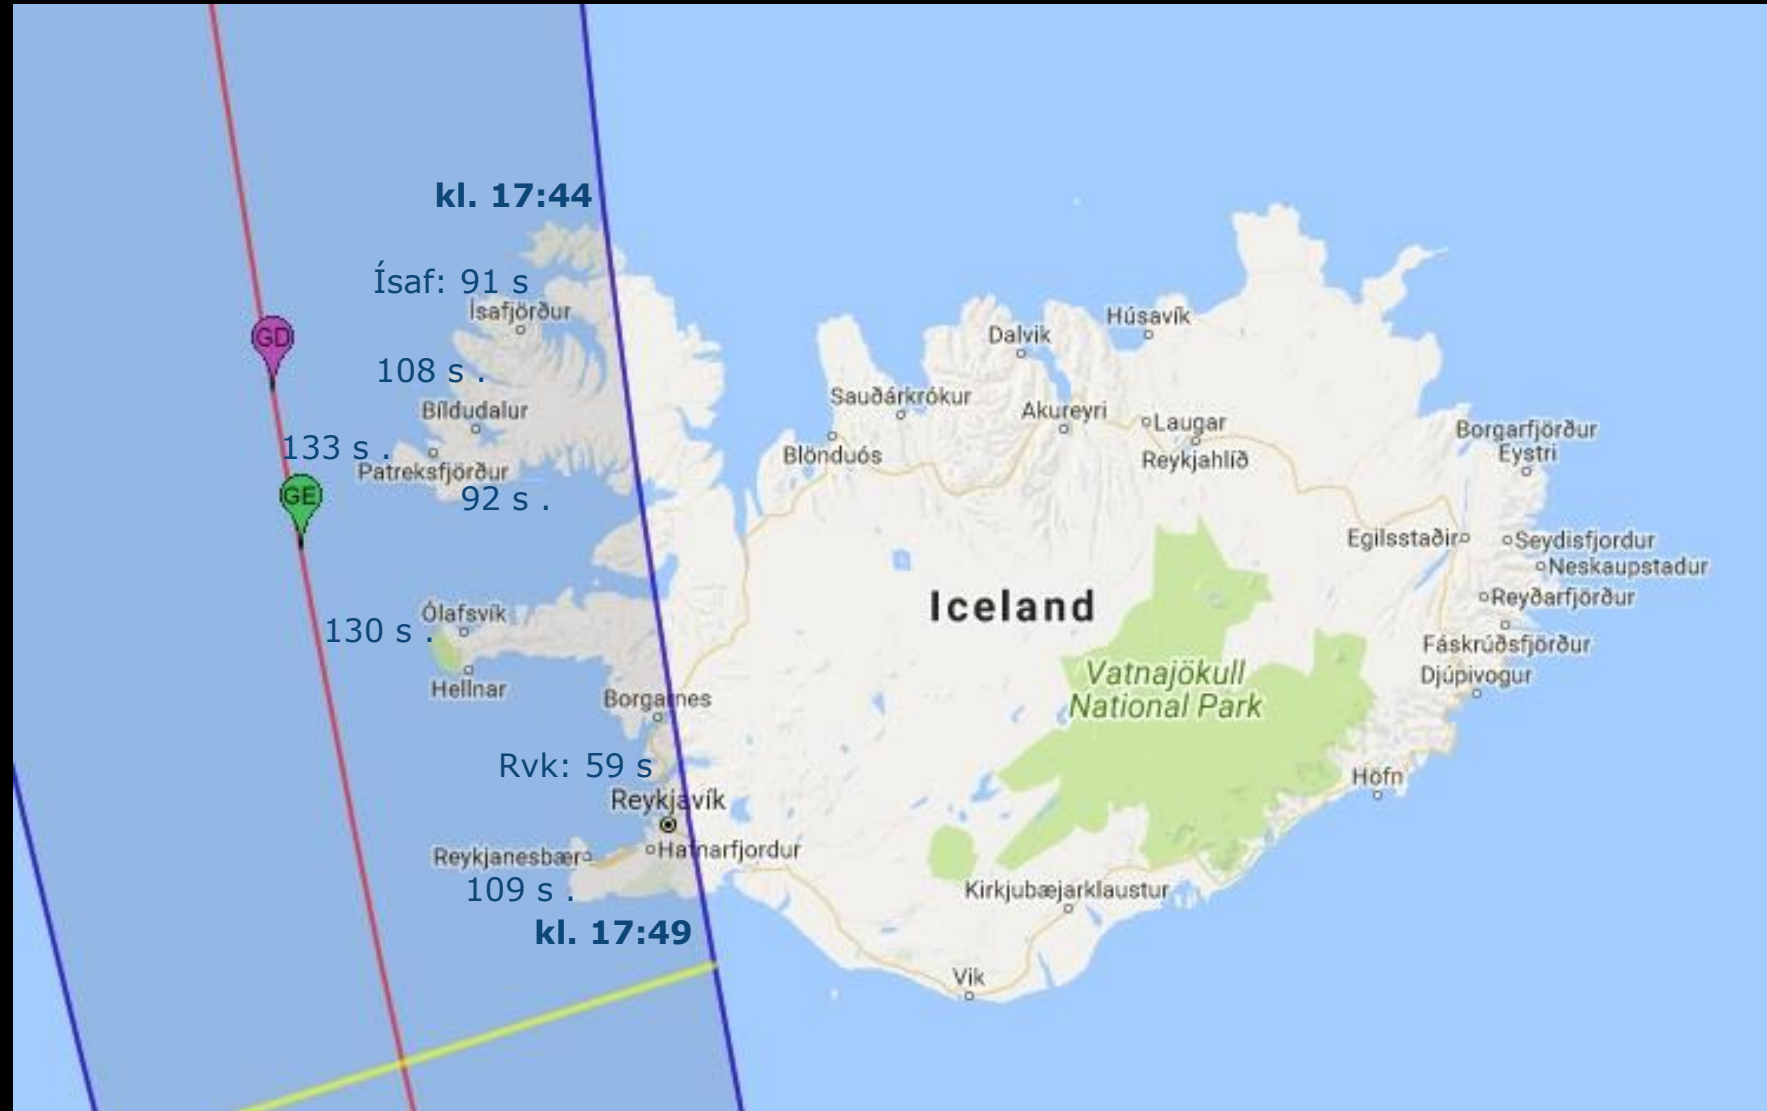 kl. 17:44
Ísaf: 91 s
Ísafjörður
Húsavík
GD
Dalvik
108 s .
Sauðárkrókur
Bíldudalur
Akureyri
Laugar
Borgarfjörður
Eystri
133 s .
Blönduós
Reykjahlíð
Patreksfjörður
GE
92 s .
Egilsstaðir
Seydisfjordur
Neskaupstadur
Iceland
Reyðarfjörður
Ólafsvík
130 s .
Fáskrúðsfjörður
Vatnajökull
National Park
Djúpivogur
Hellnar
Borgarnes
Rvk: 59 s
Höfn
Reykjavík
Reykjanesbær
Hafnarfjordur
109 s .
Kirkjubæjarklaustur
kl. 17:49
Vik